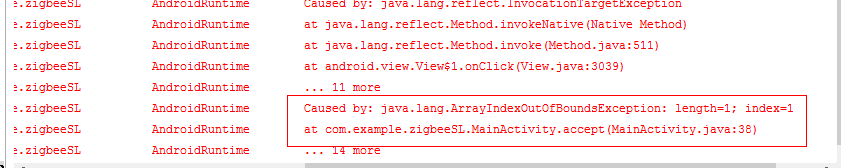 e.zigbeeSL AndroidRuntime Caused by: java.lang.reflect.InvocationTargetException
e.zigbeeSL AndroidRuntime at java.lang.reflect.Method.invokeNative(Native Method)
e.zigbeeSL AndroidRuntime at java.lang.reflect.Method.invoke(Method.java:511)
e.zigbeeSL AndroidRuntime at android.view.View$1.onClick(View.java:3039)
e.zigbeeSL AndroidRuntime ... 11 more
e.zigbeeSL AndroidRuntime Caused by: java.lang.ArrayIndexOutOfBoundsException: length=1; index=1
e.zigbeeSL AndroidRuntime at com.example.zigbeeSL.MainActivity.accept(MainActivity.java:38)
e.zigbeeSL AndroidRuntime ... 14 more